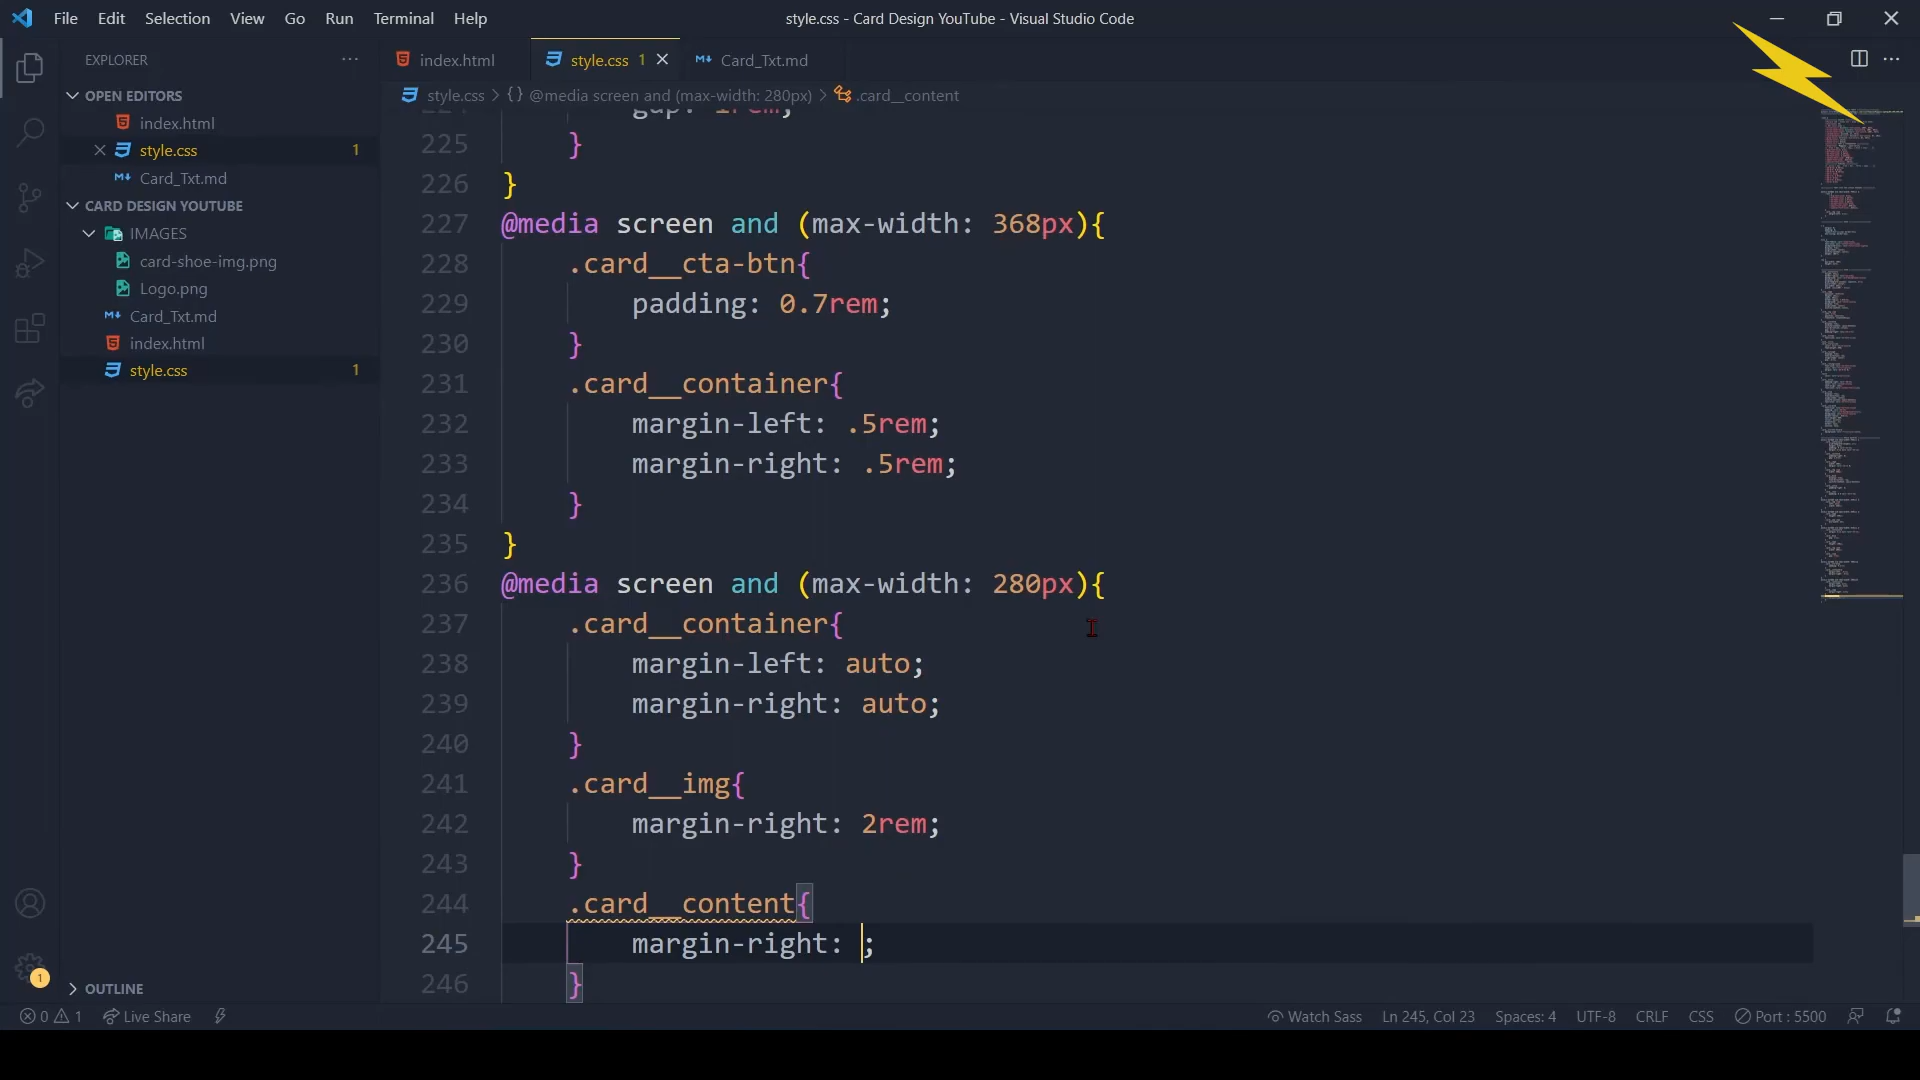 File Edit Selection View Go Run Terminal Help
style.css - Card Design YouTube - Visual Studio Code
EXPLORER
index.html
style.css 1
Card_Txt.md
OPEN EDITORS
style.css > {} @media screen and (max-width: 280px) > .card__content
index.html
style.css 1
Card_Txt.md
CARD DESIGN YOUTUBE
IMAGES
card-shoe-img.png
Logo.png
Card_Txt.md
index.html
style.css 1
gap: 1rem;
225 }
226 }
227 @media screen and (max-width: 368px){
228 .card__cta-btn{
229 padding: 0.7rem;
230 }
231 .card__container{
232 margin-left: .5rem;
233 margin-right: .5rem;
234 }
235 }
236 @media screen and (max-width: 280px){
237 .card__container{
238 margin-left: auto;
239 margin-right: auto;
240 }
241 .card__img{
242 margin-right: 2rem;
243 }
244 .card__content{
245 margin-right: ;
246 }
1
OUTLINE
0 1 Live Share
Watch Sass Ln 245, Col 23 Spaces: 4 UTF-8 CRLF CSS Port : 5500